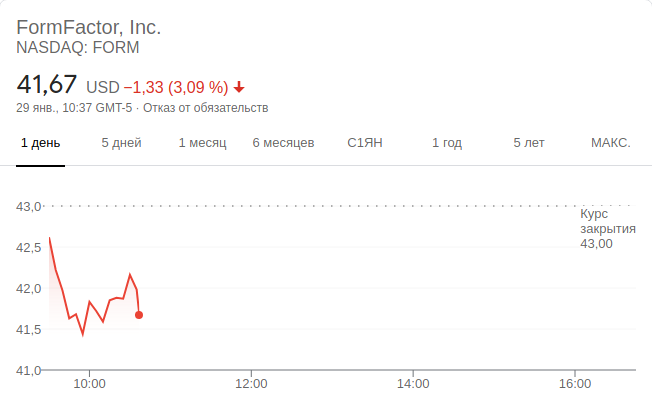 FormFactor, Inc.
NASDAQ: FORM
41,67 USD −1,33 (3,09 %)
29 янв., 10:37 GMT-5 · Отказ от обязательств
1 день 5 дней 1 месяц 6 месяцев С1ЯН 1 год 5 лет МАКС.
43,0
Курс
закрытия
43,00
42,5
42,0
41,5
41,0
10:00 12:00 14:00 16:00